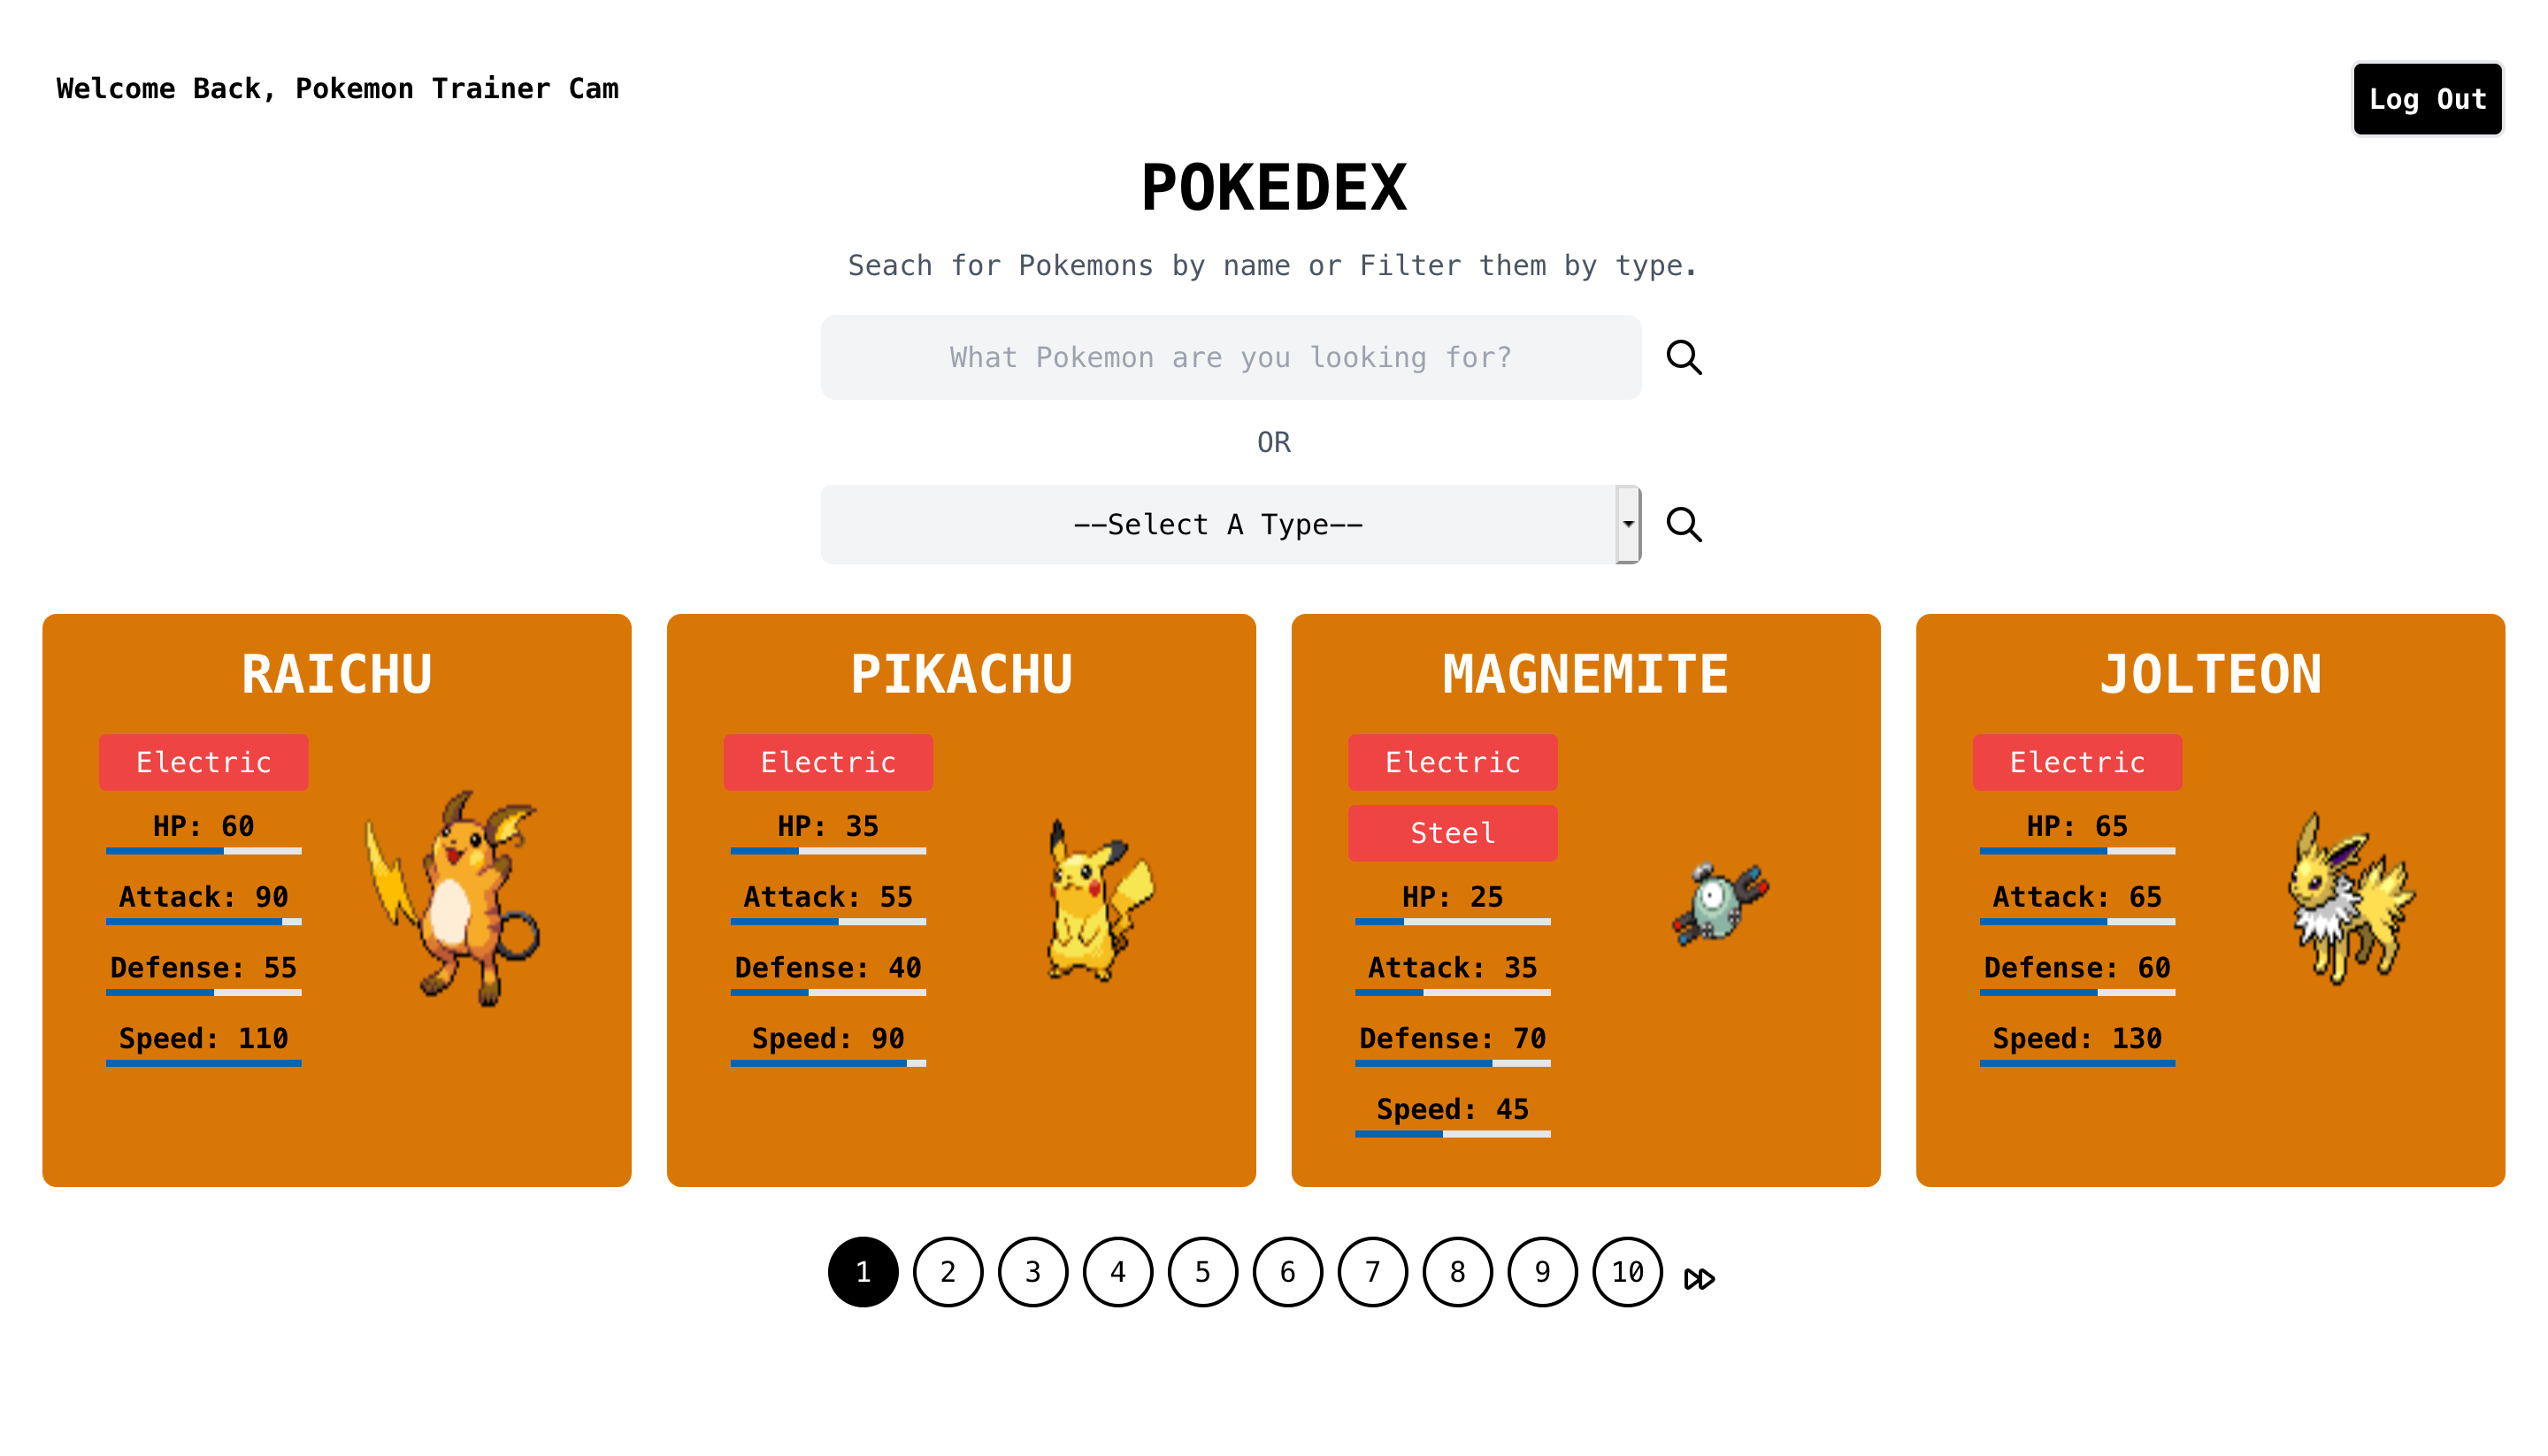 Welcome Back, Pokemon Trainer Cam
Log Out
POKEDEX
Seach for Pokemons by name or Filter them by type.
What Pokemon are you looking for?
OR
--Select A Type--
RAICHU
Electric
HP: 60
Attack: 90
Defense: 55
Speed: 110
PIKACHU
Electric
HP: 35
Attack: 55
Defense: 40
Speed: 90
MAGNEMITE
Electric
Steel
HP: 25
Attack: 35
Defense: 70
Speed: 45
JOLTEON
Electric
HP: 65
Attack: 65
Defense: 60
Speed: 130
1 2 3 4 5 6 7 8 9 10